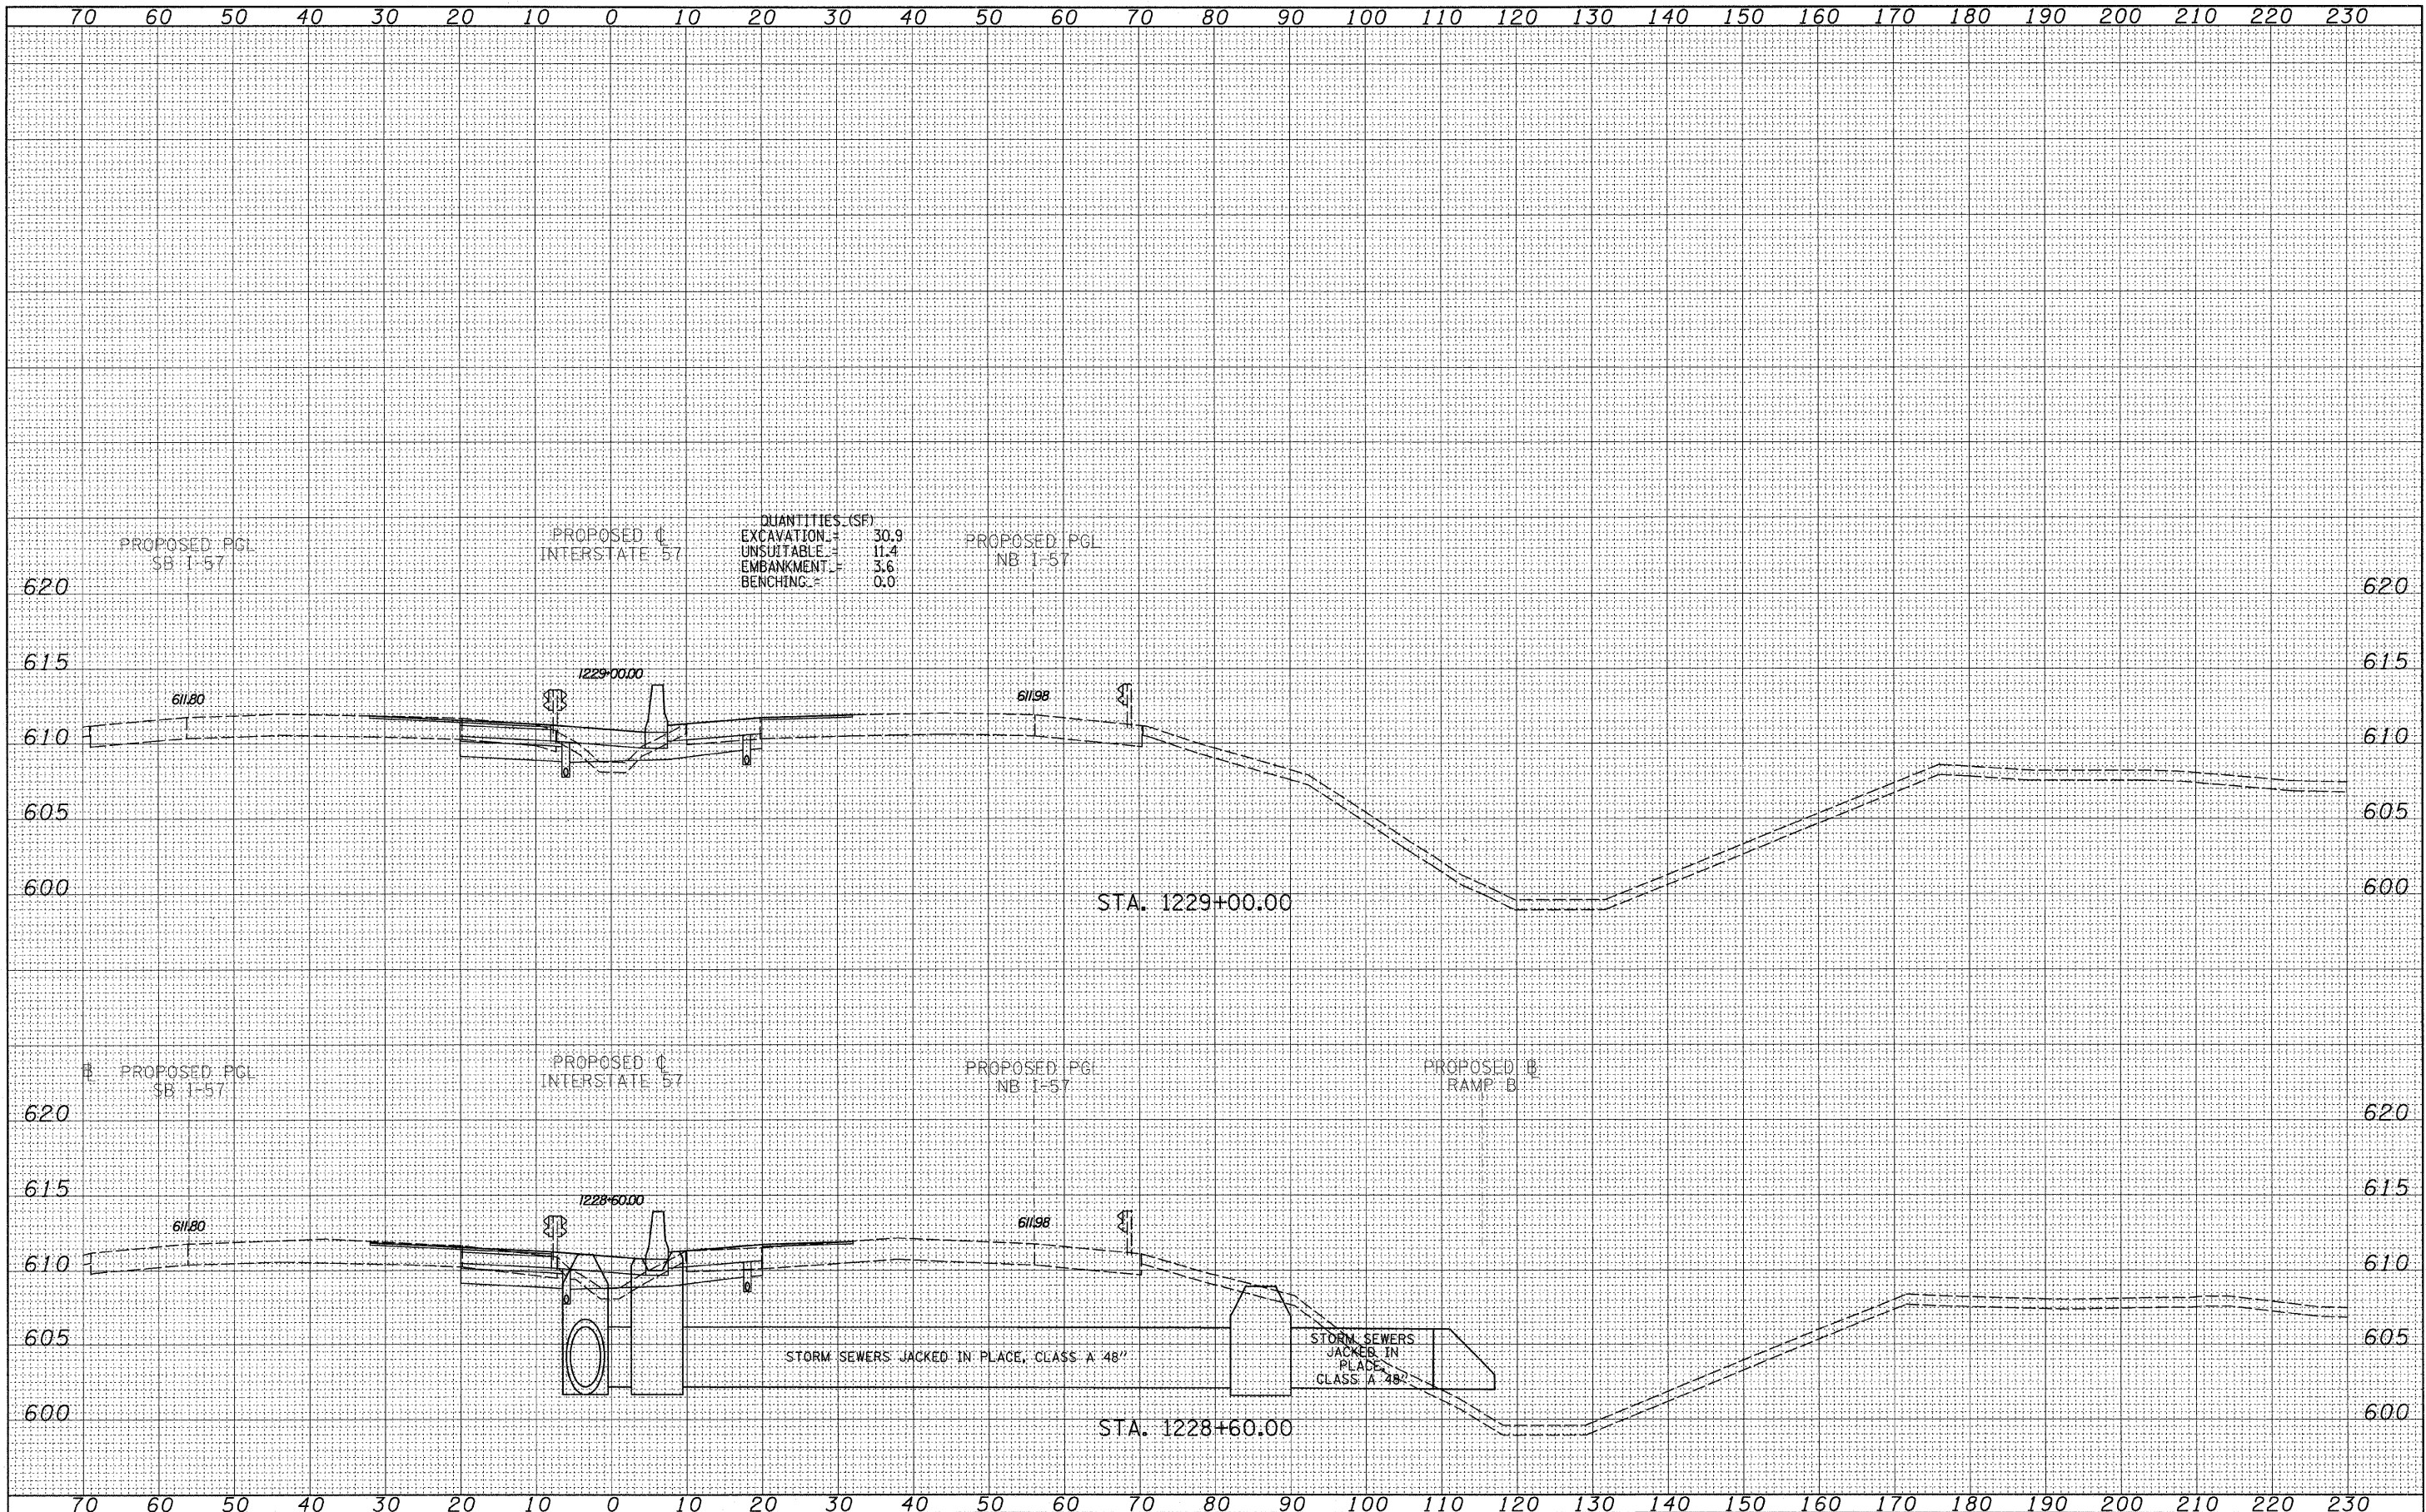 70 60 50 40 30 20 10 0 10 20 30 40 50 60 70 80 90 100 110 120 130 140 150 160 170 180 190 200 210 220 230
PROPOSED PGL
SB I-57
PROPOSED ℄
INTERSTATE 57
QUANTITIES (SF)
EXCAVATION = 30.9
UNSUITABLE = 11.4
EMBANKMENT = 3.6
BENCHING = 0.0
PROPOSED PGL
NB I-57
620 620
615 615
1229+00.00
611.80 611.98
610 610
605 605
600 600
STA. 1229+00.00
PROPOSED PGL
SB I-57
PROPOSED ℄
INTERSTATE 57
PROPOSED PGL
NB I-57
PROPOSED B
RAMP B
620 620
615 615
1228+60.00
611.80 611.98
610 610
605 605
STORM SEWERS JACKED IN PLACE, CLASS A 48"
STORM SEWERS
JACKED IN
PLACE,
CLASS A 48"
600 600
STA. 1228+60.00
70 60 50 40 30 20 10 0 10 20 30 40 50 60 70 80 90 100 110 120 130 140 150 160 170 180 190 200 210 220 230